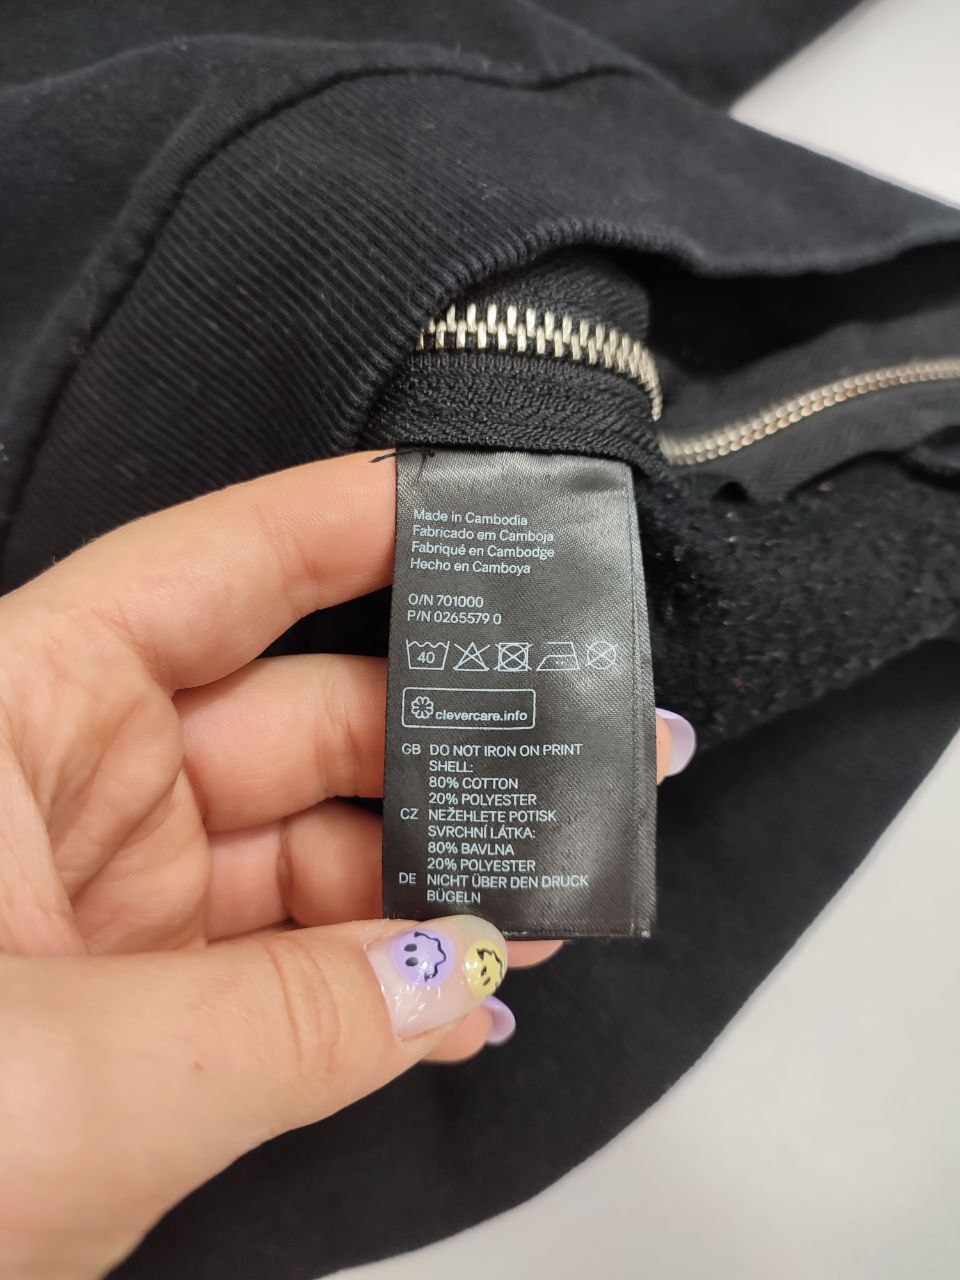 Made in Cambodia
Fabricado em Camboja
Fabriqué en Cambodge
Hecho en Camboya
O/N 701000
P/N 0265579 0
40
clevercare.info
GB DO NOT IRON ON PRINT
SHELL:
80% COTTON
20% POLYESTER
CZ NEŽEHLETE POTISK
SVRCHNÍ LÁTKA:
80% BAVLNA
20% POLYESTER
DE NICHT ÜBER DEN DRUCK
BÜGELN